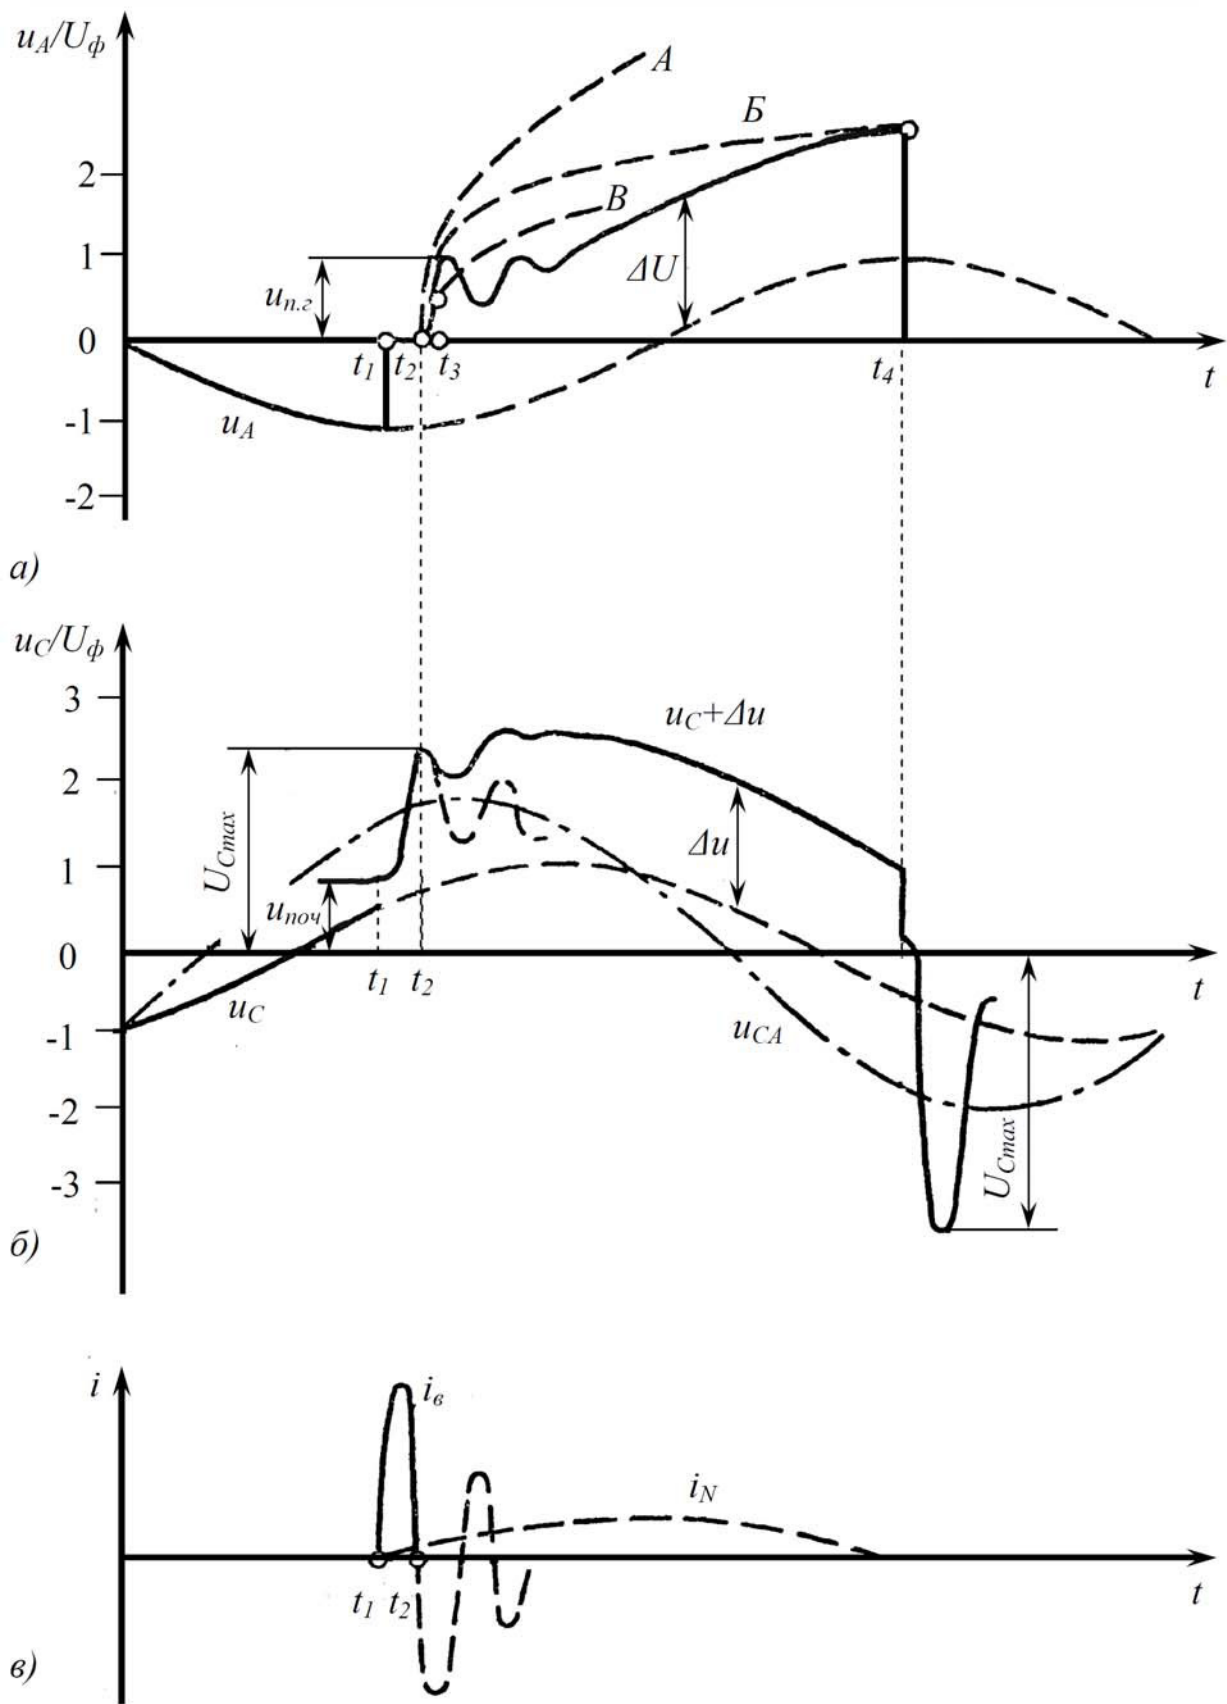 u_A/U_ф
A
Б
2
B
1
ΔU
u_п.г
0
t_1 t_2 t_3 t_4 t
u_A
-1
-2
а)
u_C/U_ф
3
u_C+Δu
2
U_Cmax
1
Δu
u_поч
0
t_1 t_2 t
u_C
-1
u_CA
-2
U_Cmax
-3
б)
i
i_в
i_N
t_1 t_2 t
в)